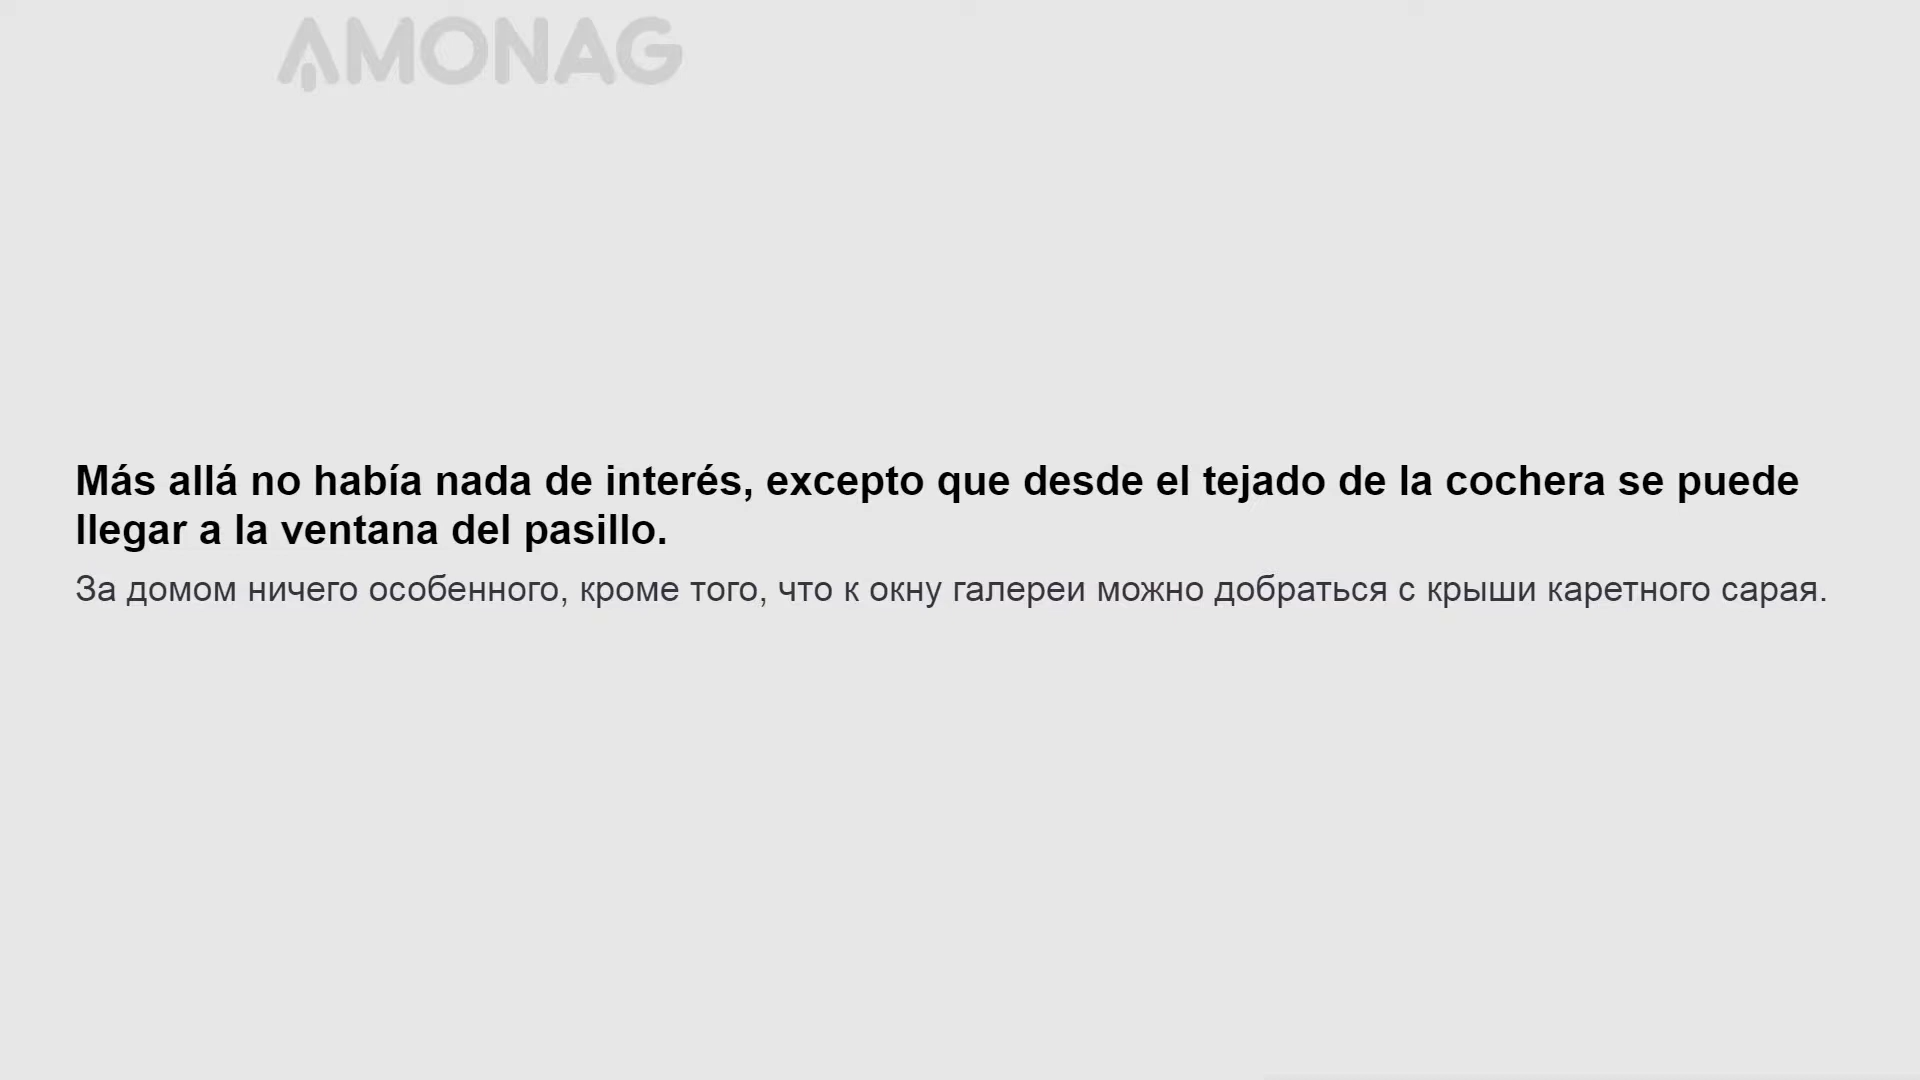 AMONAG
Más allá no había nada de interés, excepto que desde el tejado de la cochera se puede
llegar a la ventana del pasillo.
За домом ничего особенного, кроме того, что к окну галереи можно добраться с крыши каретного сарая.